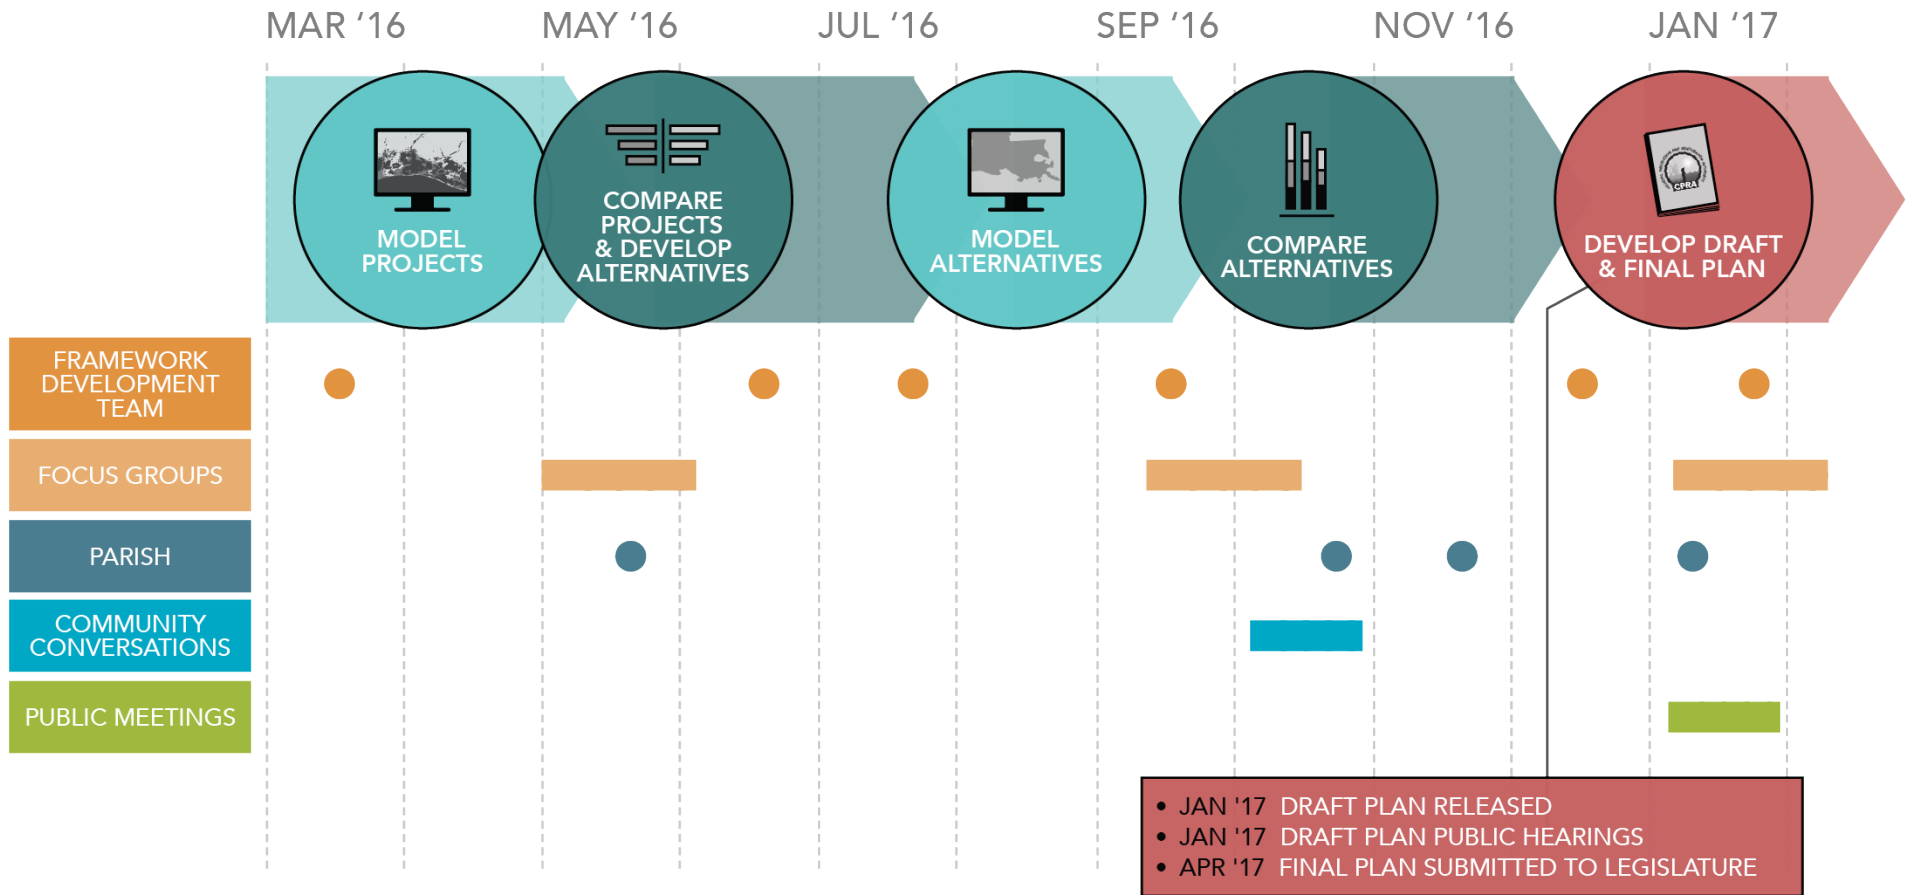 MAR ‘16 MAY ‘16 JUL ‘16 SEP ‘16 NOV ‘16 JAN ‘17
MODEL
PROJECTS
COMPARE
PROJECTS
& DEVELOP
ALTERNATIVES
MODEL
ALTERNATIVES
COMPARE
ALTERNATIVES
CPRA
DEVELOP DRAFT
& FINAL PLAN
FRAMEWORK
DEVELOPMENT
TEAM
FOCUS GROUPS
PARISH
COMMUNITY
CONVERSATIONS
PUBLIC MEETINGS
• JAN '17 DRAFT PLAN RELEASED
• JAN '17 DRAFT PLAN PUBLIC HEARINGS
• APR '17 FINAL PLAN SUBMITTED TO LEGISLATURE